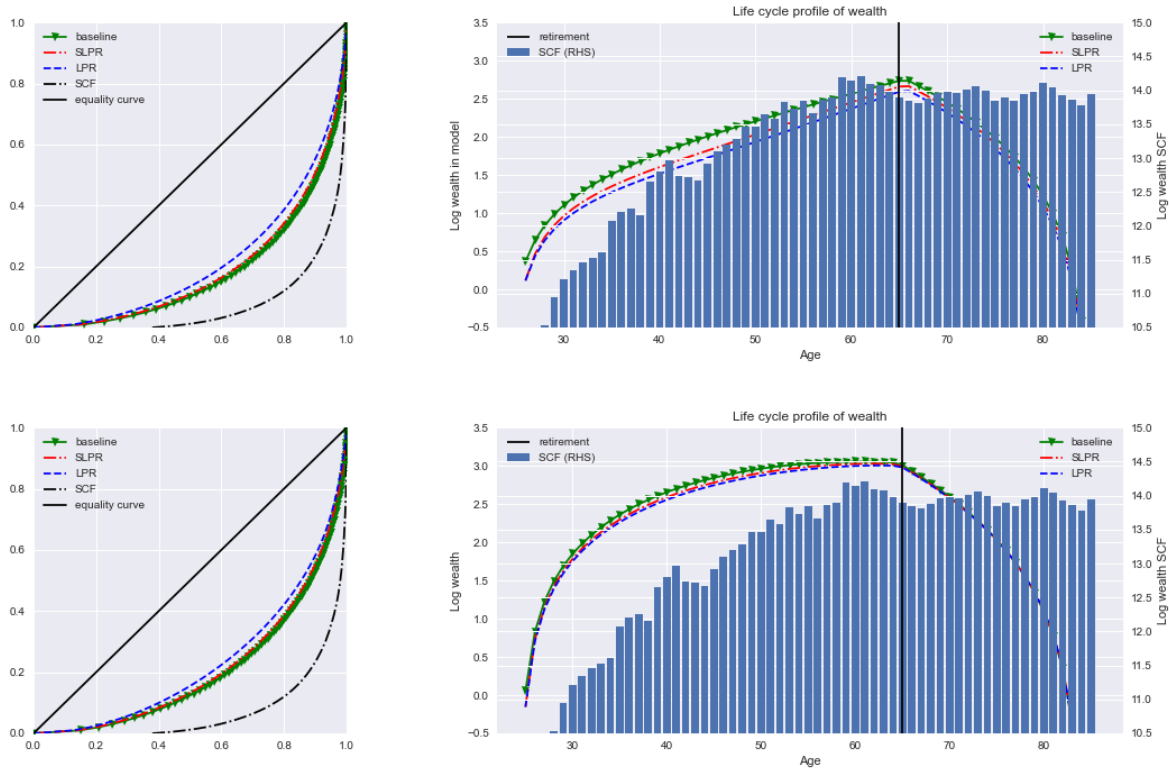 baseline
SLPR
LPR
SCF
equality curve
1.0
0.8
0.6
0.4
0.2
0.0
0.0 0.2 0.4 0.6 0.8 1.0
Life cycle profile of wealth
retirement
SCF (RHS)
baseline
SLPR
LPR
Log wealth in model
3.5
3.0
2.5
2.0
1.5
1.0
0.5
0.0
−0.5
30 40 50 60 70 80
Age
15.0
14.5
14.0
13.5
13.0
12.5
12.0
11.5
11.0
10.5
Log wealth SCF
baseline
SLPR
LPR
SCF
equality curve
1.0
0.8
0.6
0.4
0.2
0.0
0.0 0.2 0.4 0.6 0.8 1.0
Life cycle profile of wealth
retirement
SCF (RHS)
baseline
SLPR
LPR
Log wealth
3.5
3.0
2.5
2.0
1.5
1.0
0.5
0.0
−0.5
30 40 50 60 70 80
Age
15.0
14.5
14.0
13.5
13.0
12.5
12.0
11.5
11.0
10.5
Log wealth SCF